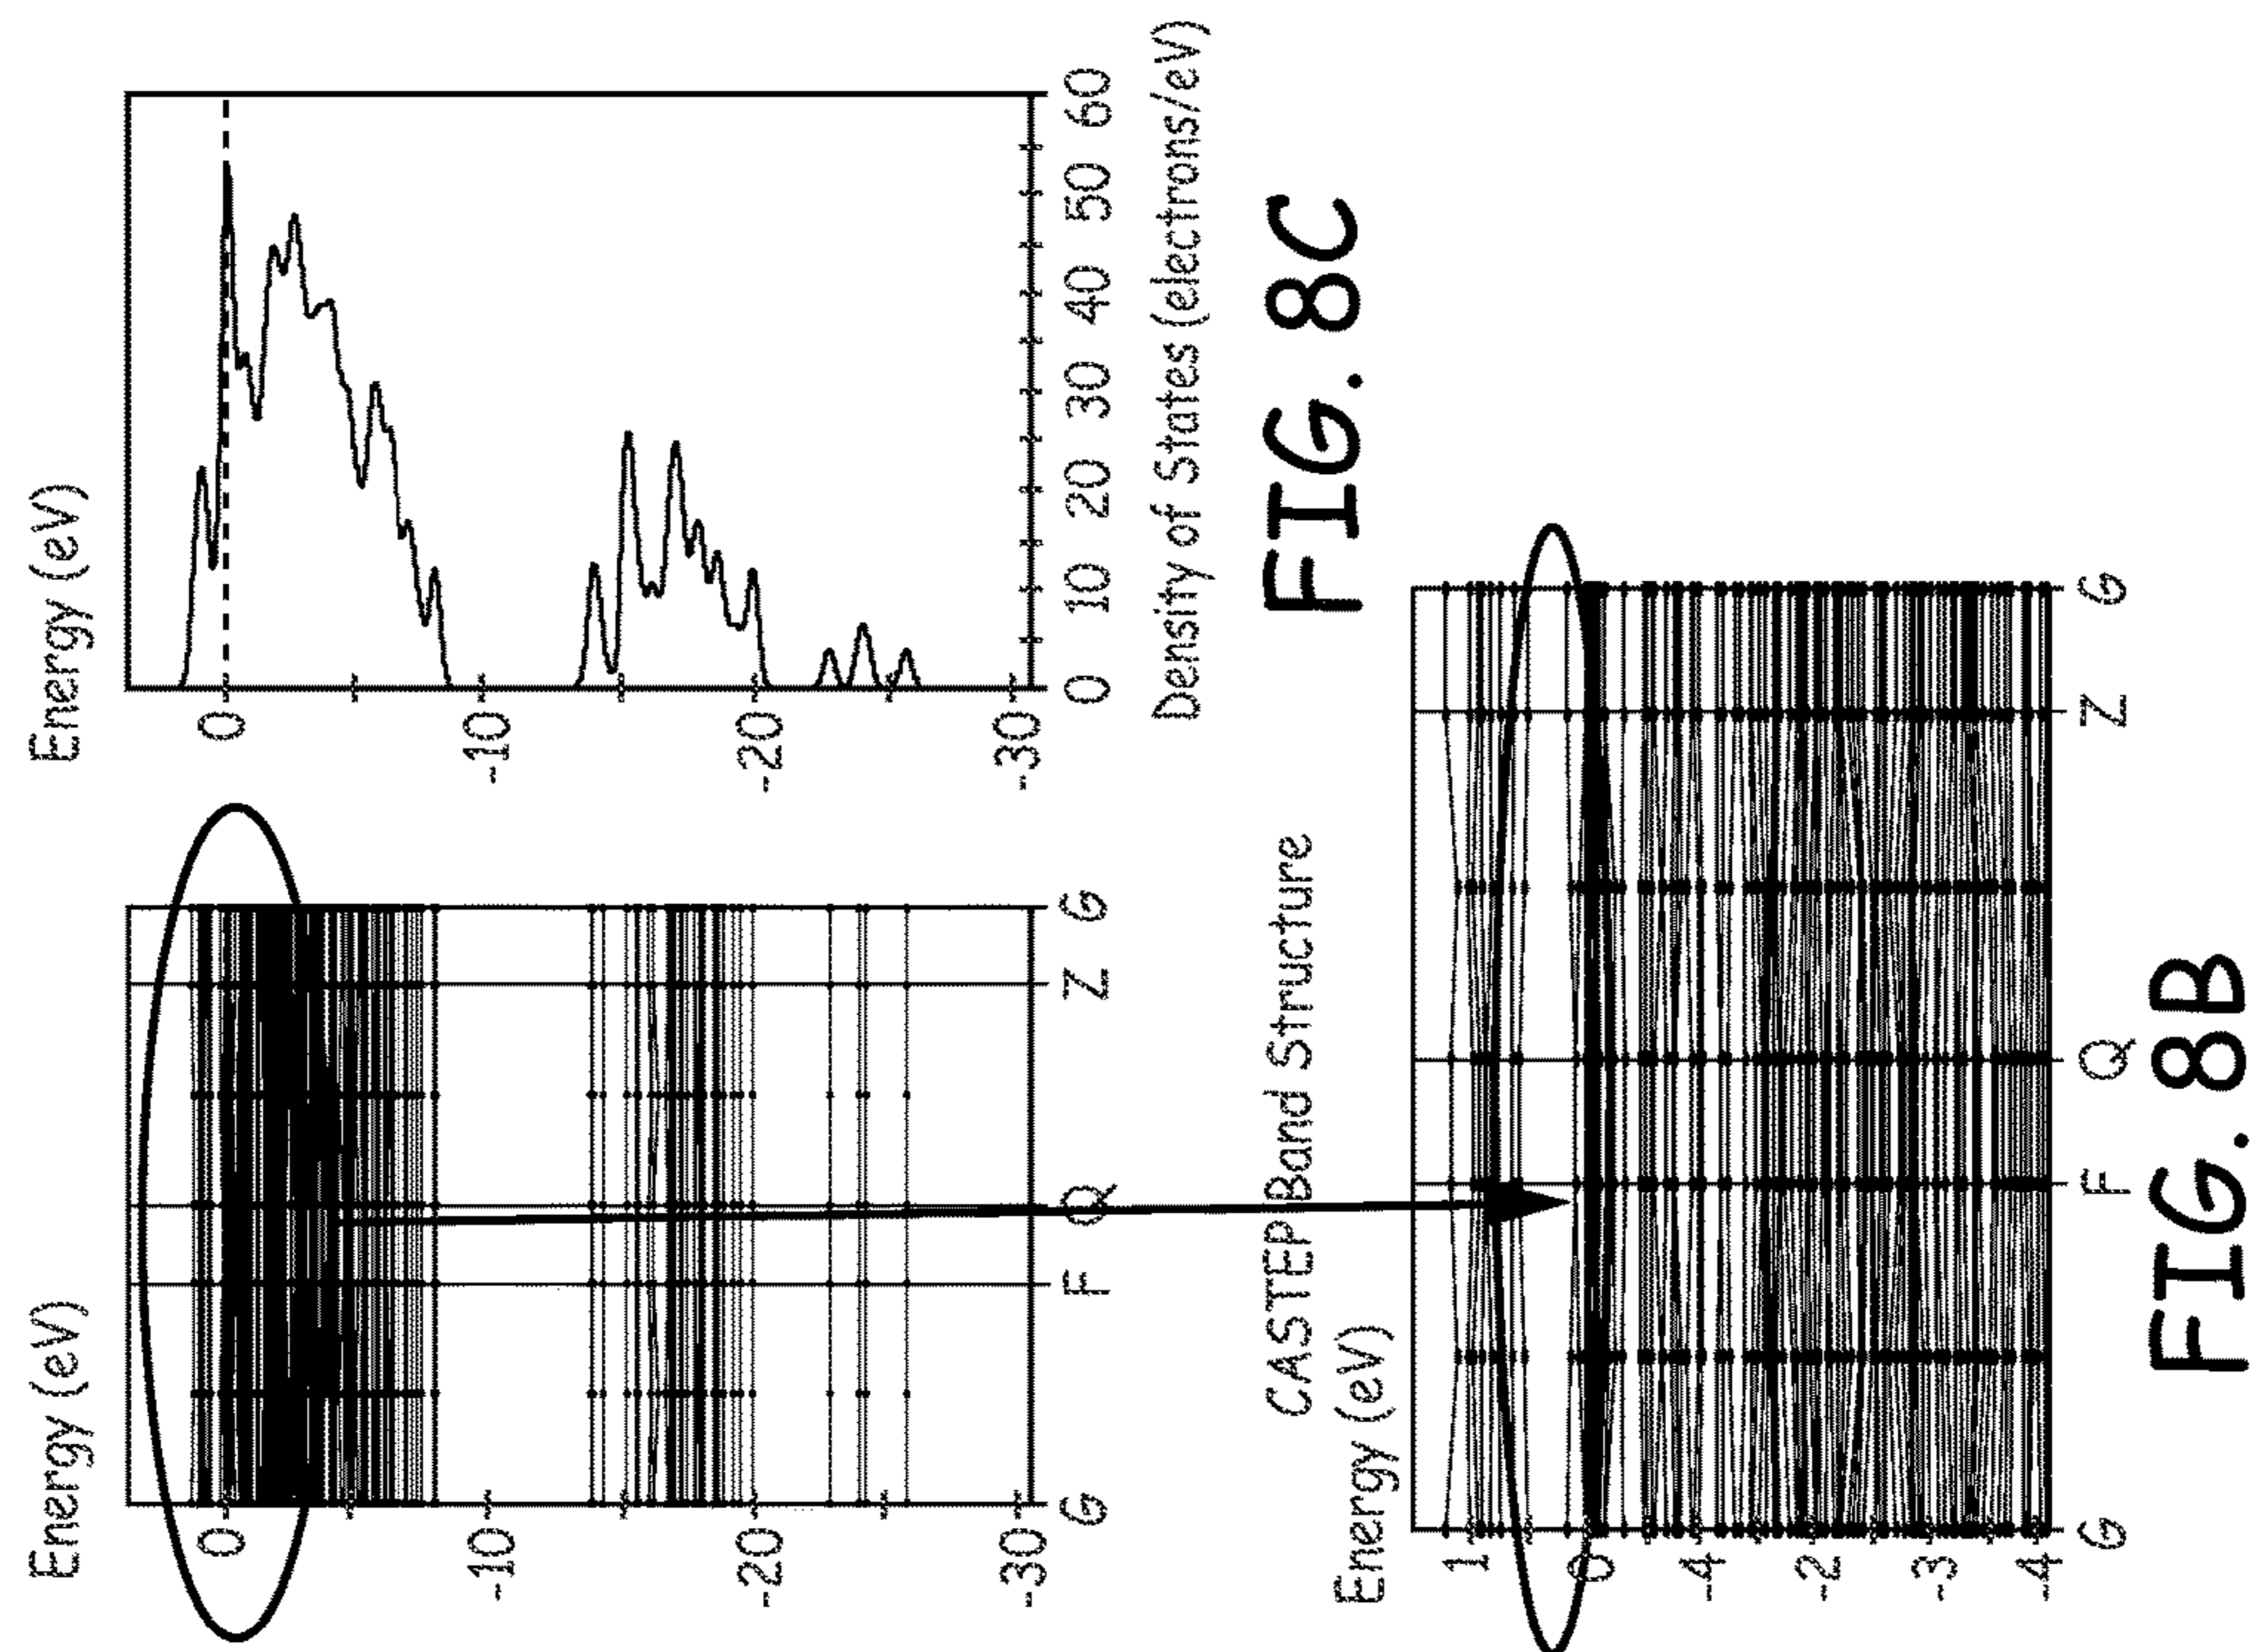 Energy (eV)
0
-10
-20
-30
G F Q Z G
Energy (eV)
0
-10
-20
-30
0 10 20 30 40 50 60
Density of States (electrons/eV)
FIG. 8C
CASTEP Band Structure
Energy (eV)
1
0
-4
-2
-3
-4
G F Q Z G
FIG. 8B